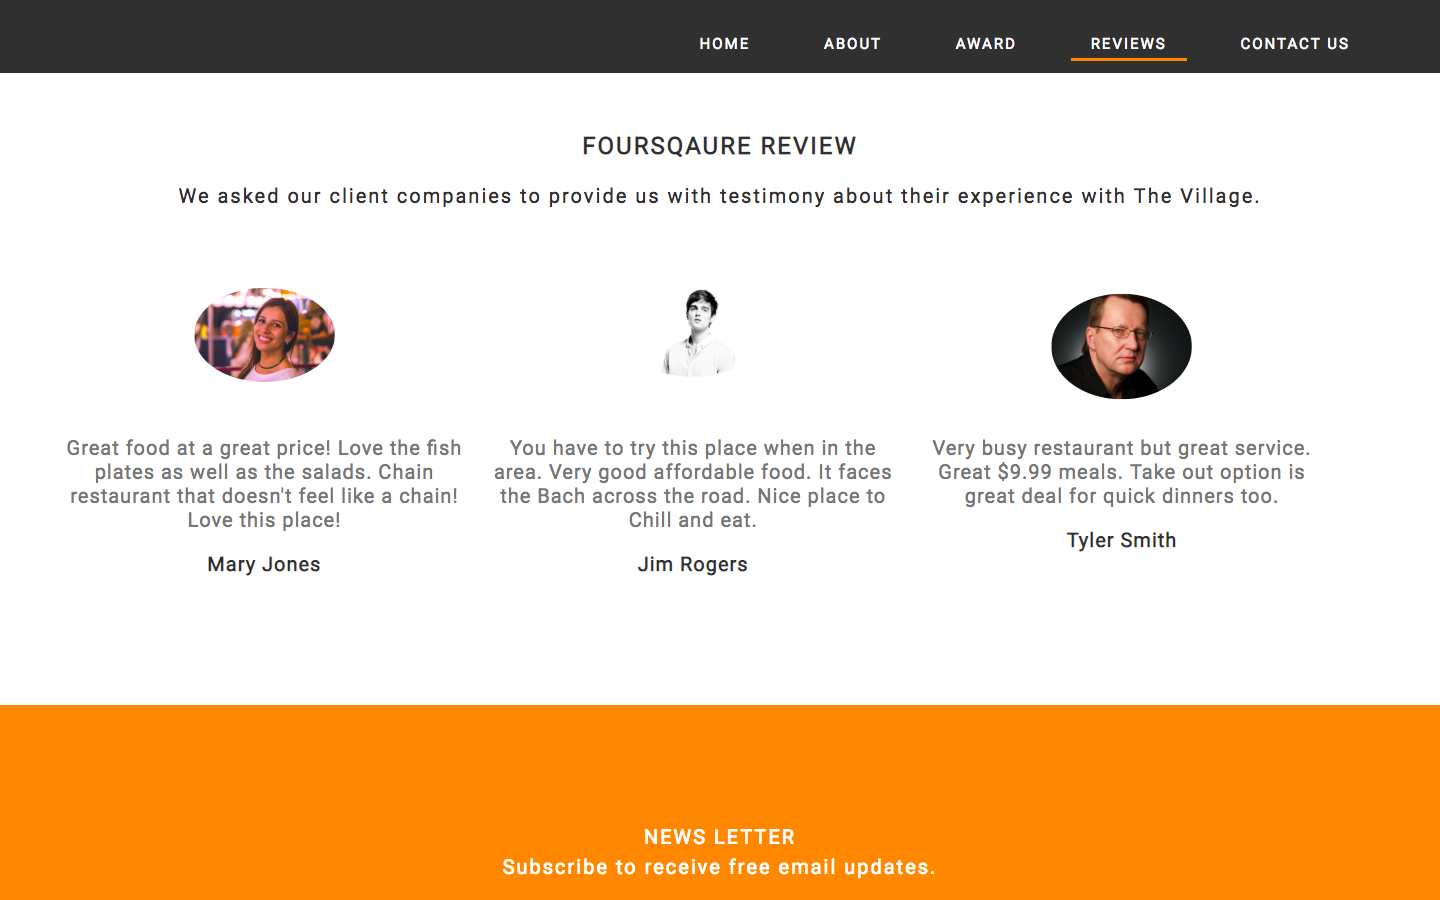 HOME ABOUT AWARD REVIEWS CONTACT US
FOURSQAURE REVIEW
We asked our client companies to provide us with testimony about their experience with The Village.
Great food at a great price! Love the fish
plates as well as the salads. Chain
restaurant that doesn't feel like a chain!
Love this place!
Mary Jones
You have to try this place when in the
area. Very good affordable food. It faces
the Bach across the road. Nice place to
Chill and eat.
Jim Rogers
Very busy restaurant but great service.
Great $9.99 meals. Take out option is
great deal for quick dinners too.
Tyler Smith
NEWS LETTER
Subscribe to receive free email updates.